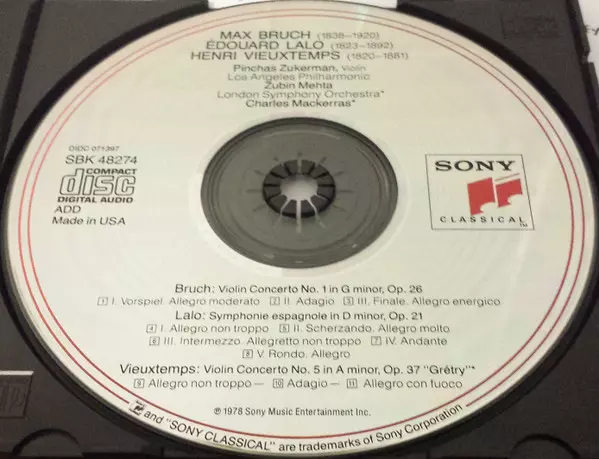 MAX BRUCH (1838-1920)
ÉDOUARD LALO (1823-1892)
HENRI VIEUXTEMPS (1820-1881)
Pinchas Zukerman, Violin
Los Angeles Philharmonic
Zubin Mehta
London Symphony Orchestra*
Charles Mackerras*
DIDC 071397
SBK 48274
COMPACT
disc
DIGITAL AUDIO
ADD
Made in USA
SONY
CLASSICAL
TM
Bruch: Violin Concerto No. 1 in G minor, Op. 26
1 I. Vorspiel. Allegro moderato 2 II. Adagio 3 III. Finale. Allegro energico
Lalo: Symphonie espagnole in D minor, Op. 21
4 I. Allegro non troppo 5 II. Scherzando. Allegro molto
6 III. Intermezzo. Allegretto non troppo 7 IV. Andante
8 V. Rondo. Allegro
Vieuxtemps: Violin Concerto No. 5 in A minor, Op. 37 "Grétry"*
9 Allegro non troppo – 10 Adagio – 11 Allegro con fuoco
℗ 1978 Sony Music Entertainment Inc.
and "SONY CLASSICAL" are trademarks of Sony Corporation